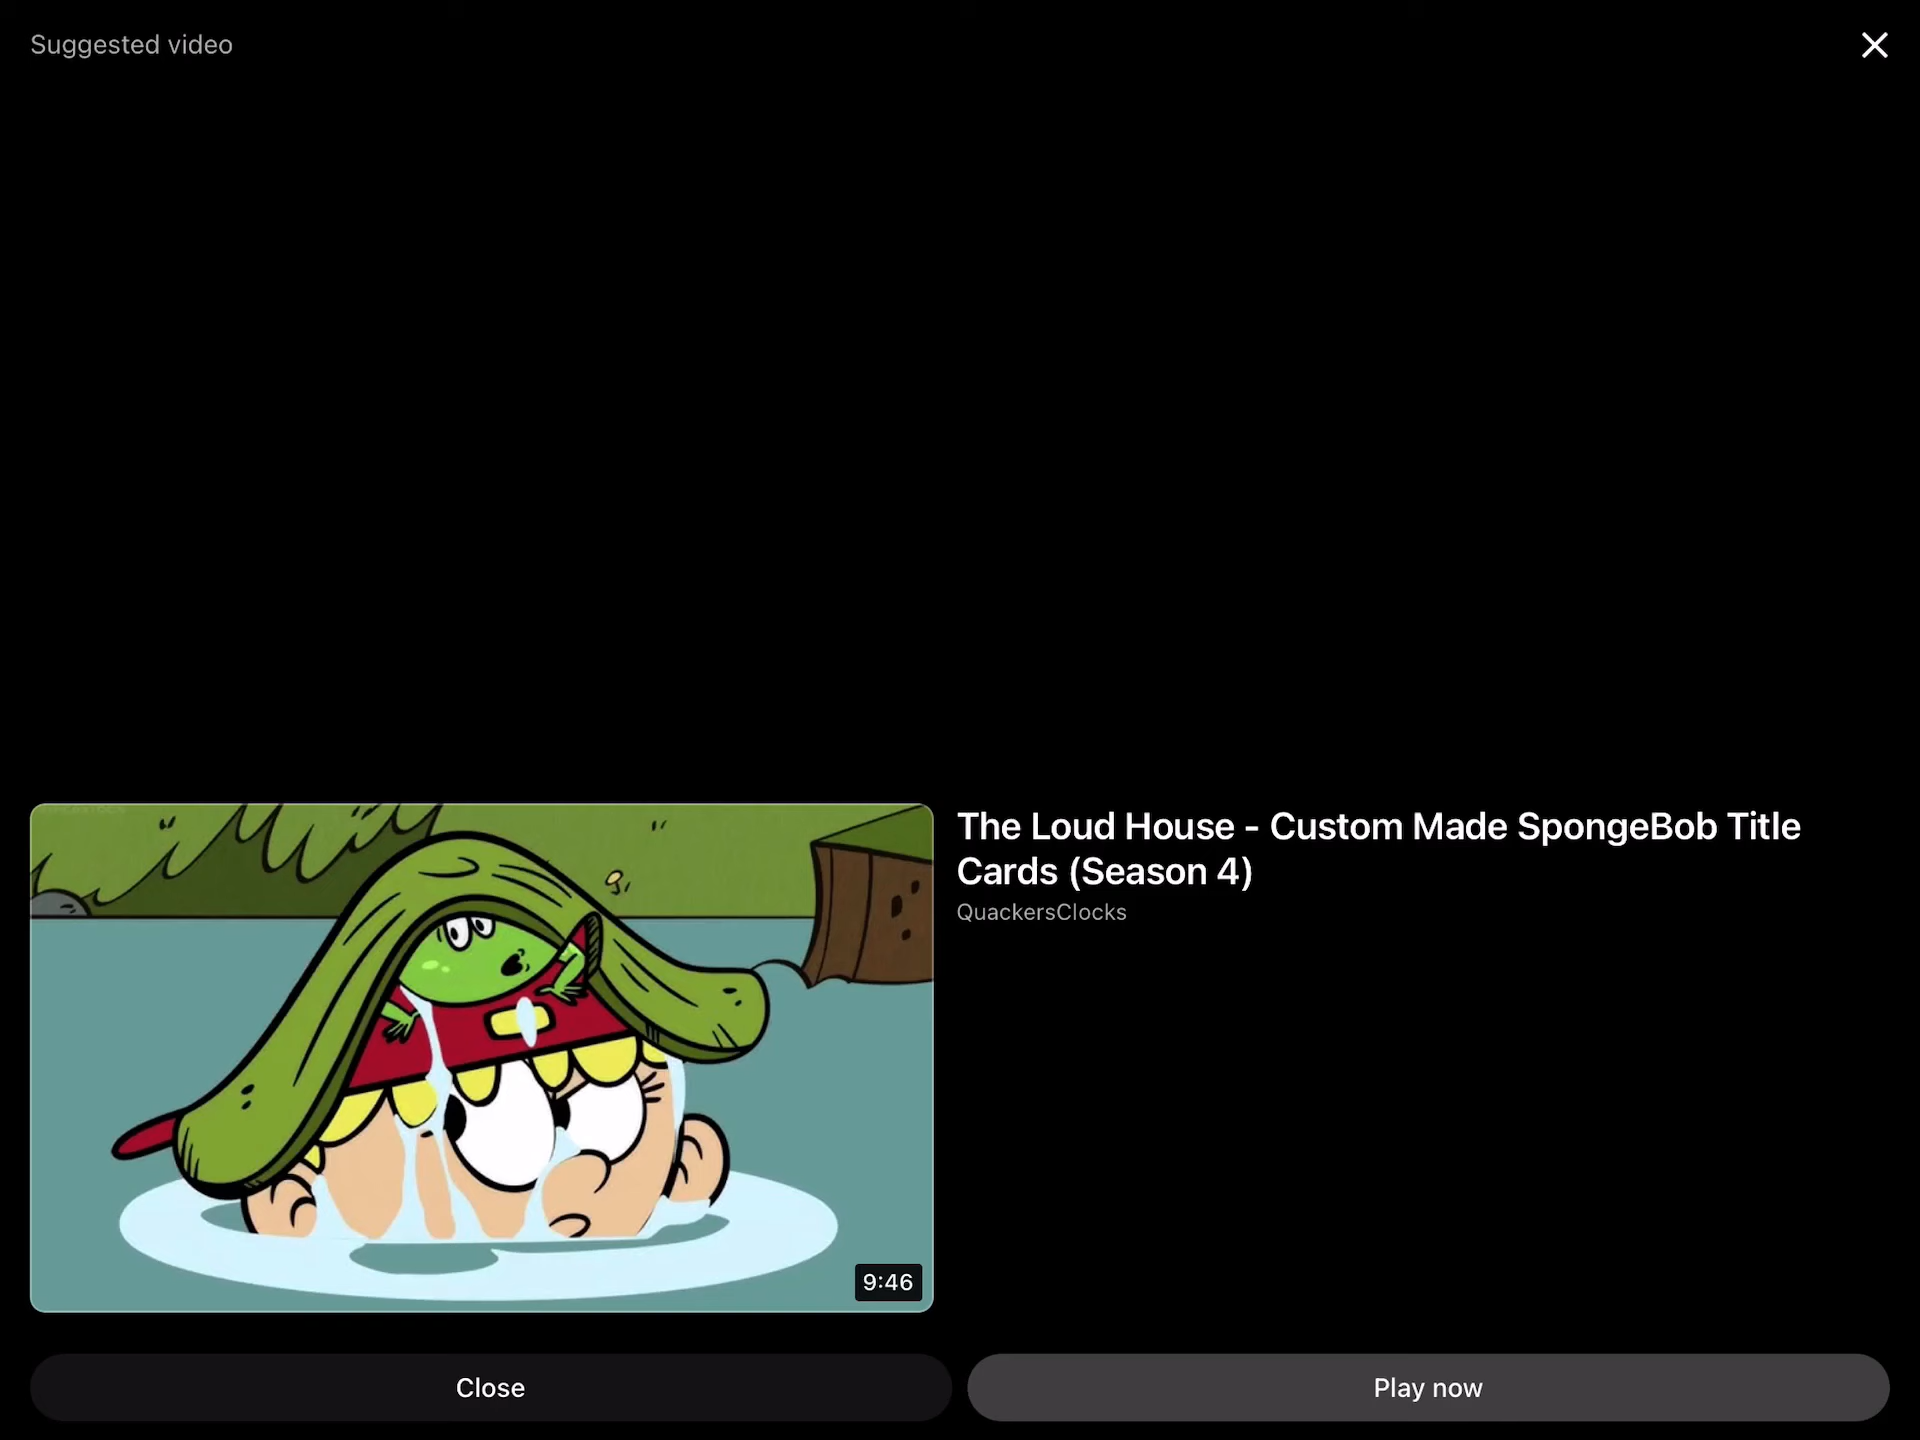 Suggested video
The Loud House - Custom Made SpongeBob Title
Cards (Season 4)
QuackersClocks
9:46
Close
Play now